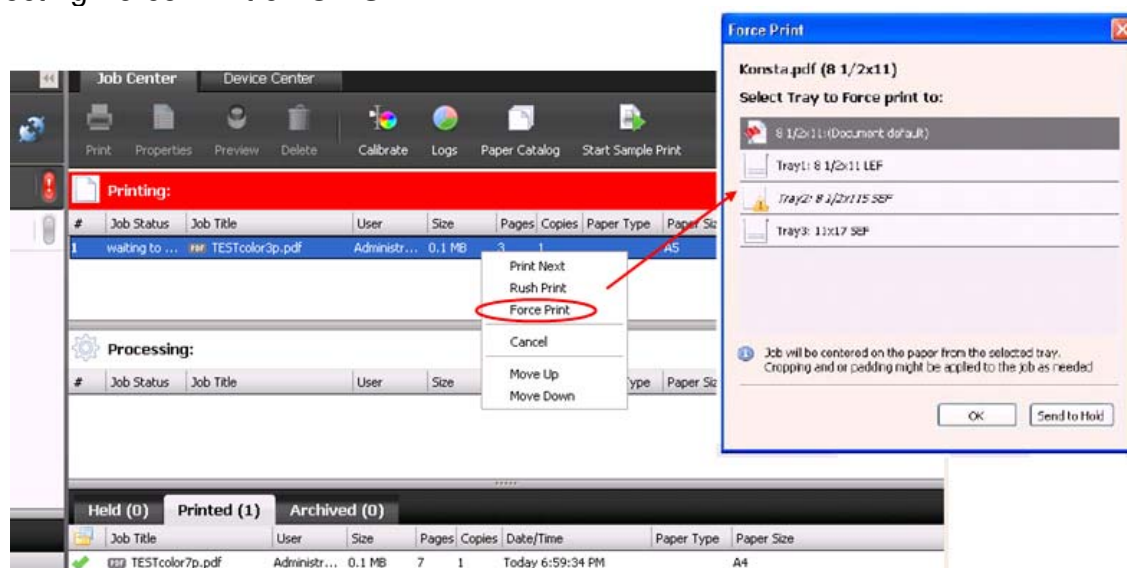 Force Print
Konsta.pdf (8 1/2x11)
Select Tray to Force print to:
8 1/2x11:(Document default)
Tray1: 8 1/2x11 LEF
Tray2: 8 1/2x115 SEF
Tray3: 11x17 SEF
Job will be centered on the paper from the selected tray.
Cropping and or padding might be applied to the job as needed
OK Send to Hold
Job Center Device Center
Print Properties Preview Delete Calibrate Logs Paper Catalog Start Sample Print
Printing:
# Job Status Job Title User Size Pages Copies Paper Type Paper
1 waiting to ... PDF TESTcolor3p.pdf Administr... 0.1 MB 3 1 A5
Print Next
Rush Print
Force Print
Cancel
Move Up
Move Down
Processing:
# Job Status Job Title User Size Paper
Held (0) Printed (1) Archived (0)
Job Title User Size Pages Copies Date/Time Paper Type Paper Size
PDF TESTcolor7p.pdf Administr... 0.1 MB 7 1 Today 6:59:34 PM A4